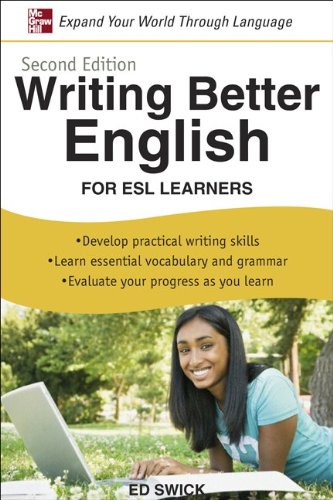 Mc
Graw
Hill
Expand Your World Through Language
Second Edition
Writing Better
English
FOR ESL LEARNERS
•Develop practical writing skills
•Learn essential vocabulary and grammar
•Evaluate your progress as you learn
ED SWICK